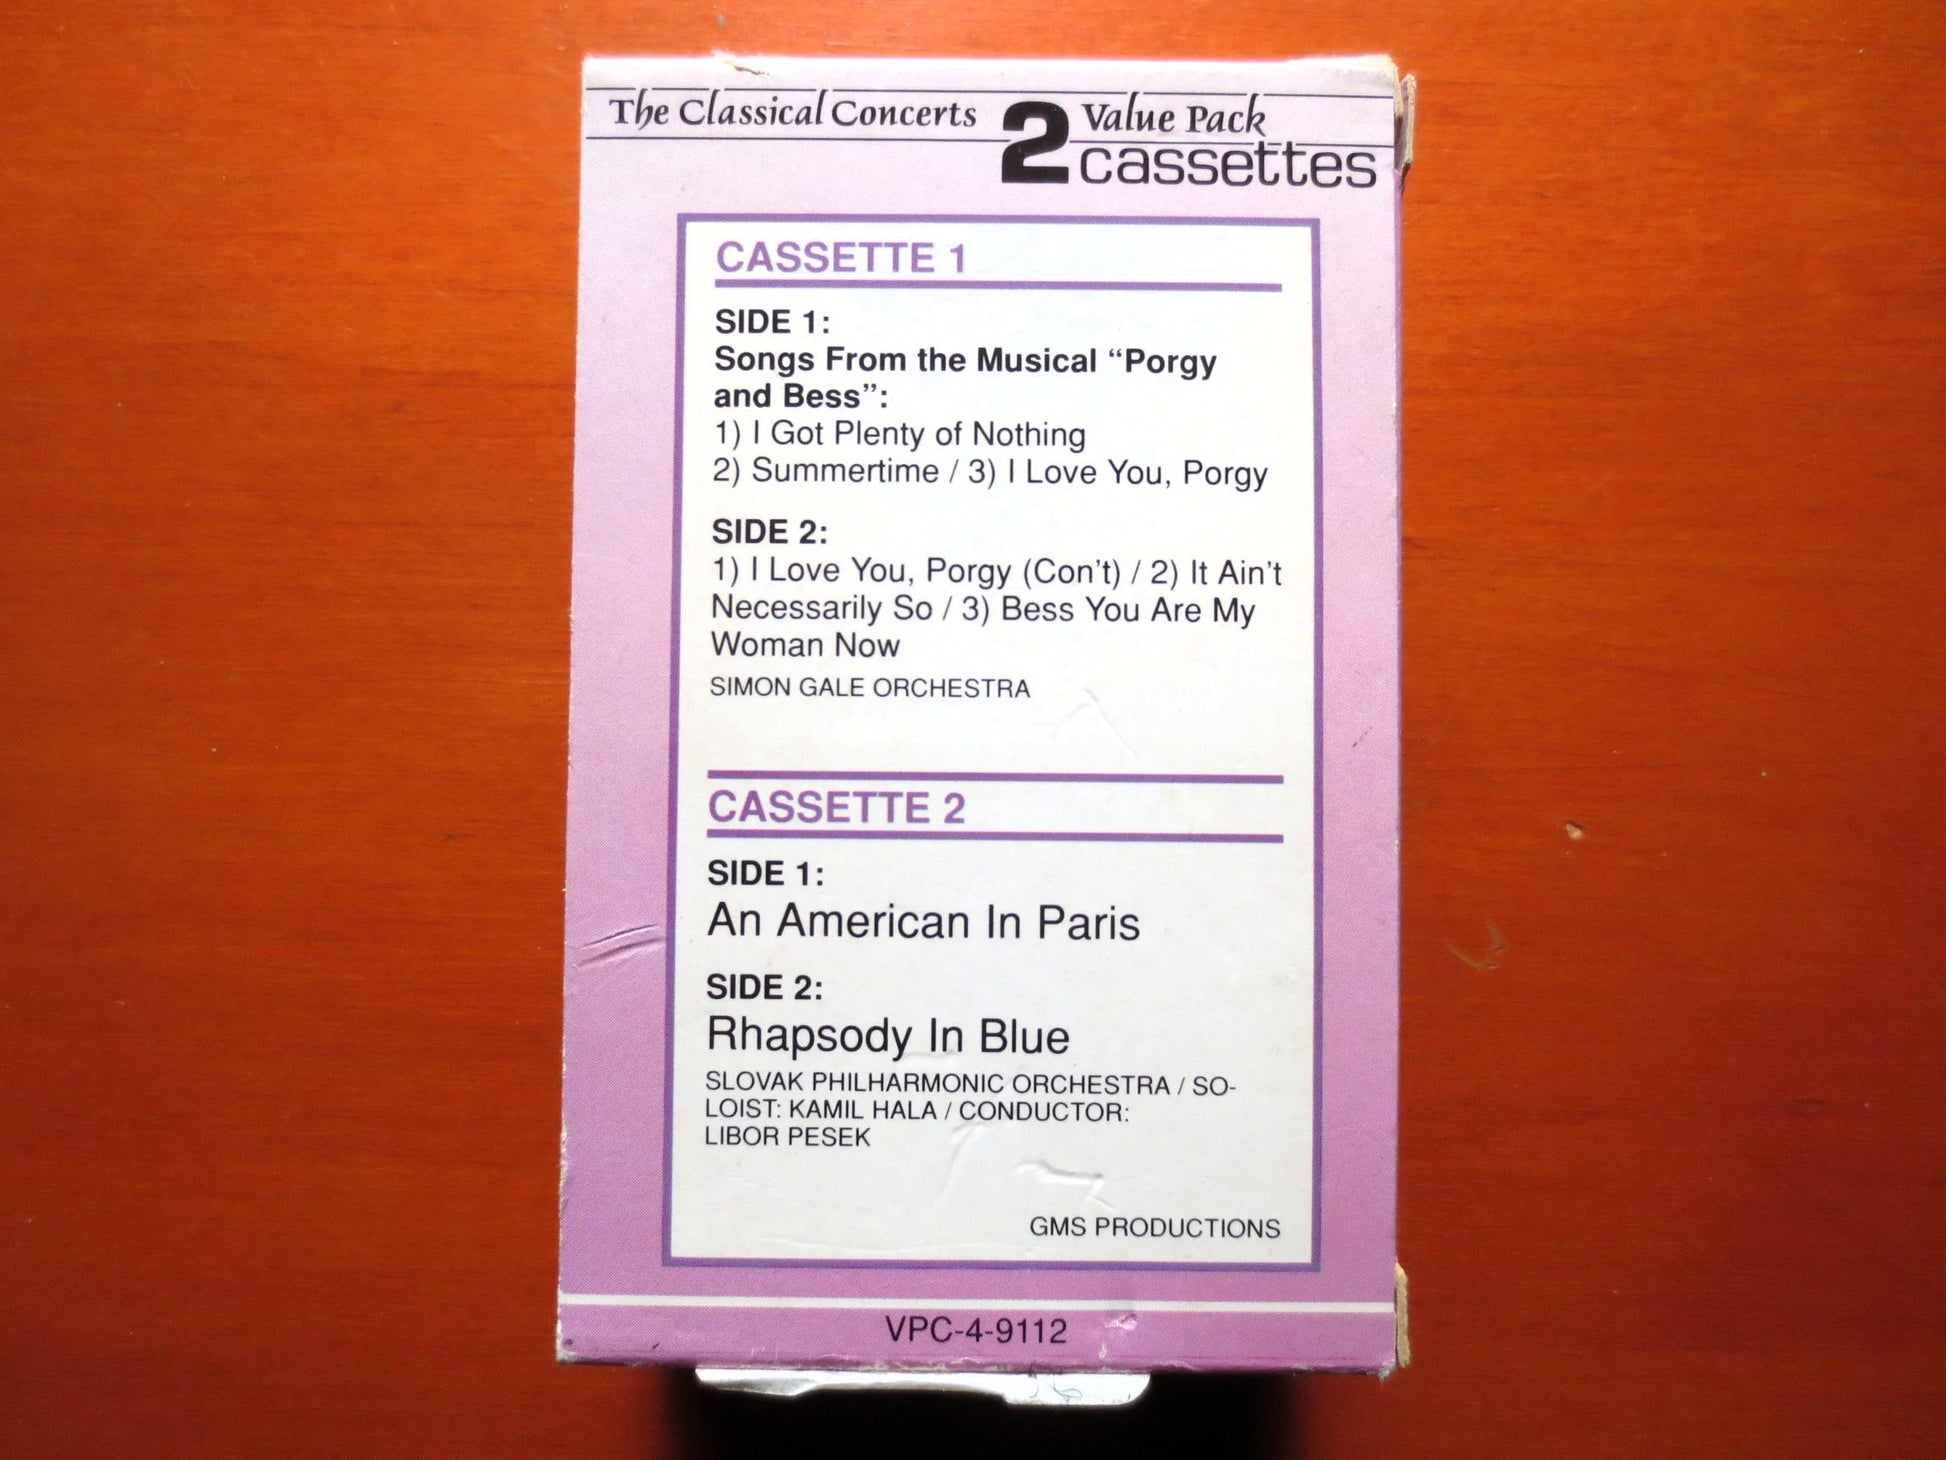 The Classical Concerts 2 Value Pack
cassettes
CASSETTE 1
SIDE 1:
Songs From the Musical “Porgy
and Bess”:
1) I Got Plenty of Nothing
2) Summertime / 3) I Love You, Porgy
SIDE 2:
1) I Love You, Porgy (Con't) / 2) It Ain't
Necessarily So / 3) Bess You Are My
Woman Now
SIMON GALE ORCHESTRA
CASSETTE 2
SIDE 1:
An American In Paris
SIDE 2:
Rhapsody In Blue
SLOVAK PHILHARMONIC ORCHESTRA / SO-
LOIST: KAMIL HALA / CONDUCTOR:
LIBOR PESEK
GMS PRODUCTIONS
VPC-4-9112